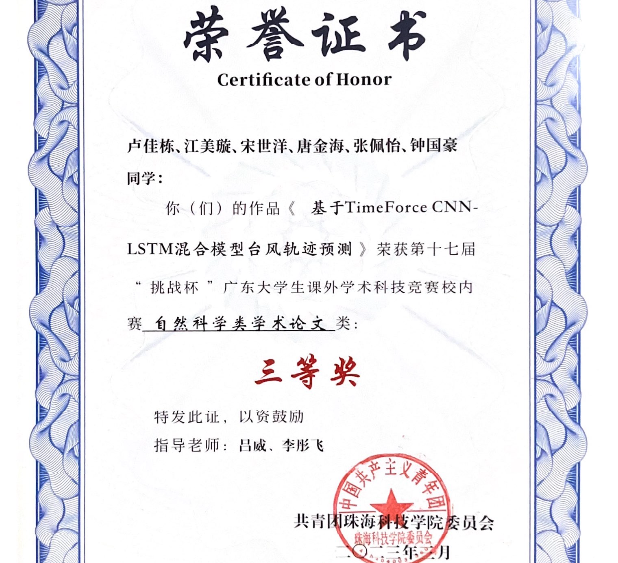 荣誉证书
Certificate of Honor
卢佳栋、江美璇、宋世洋、唐金海、张佩怡、钟国豪
同学：
你（们）的作品《 基于TimeForce CNN-
LSTM混合模型台风轨迹预测 》荣获第十七届
“ 挑战杯 ”广东大学生课外学术科技竞赛校内
赛 自然科学类学术论文 类：
三等奖
特发此证，以资鼓励
指导老师：吕威、李彤飞
中国共产主义青年团
共青团珠海科技学院委员会
珠海科技学院委员会
二〇二三年三月